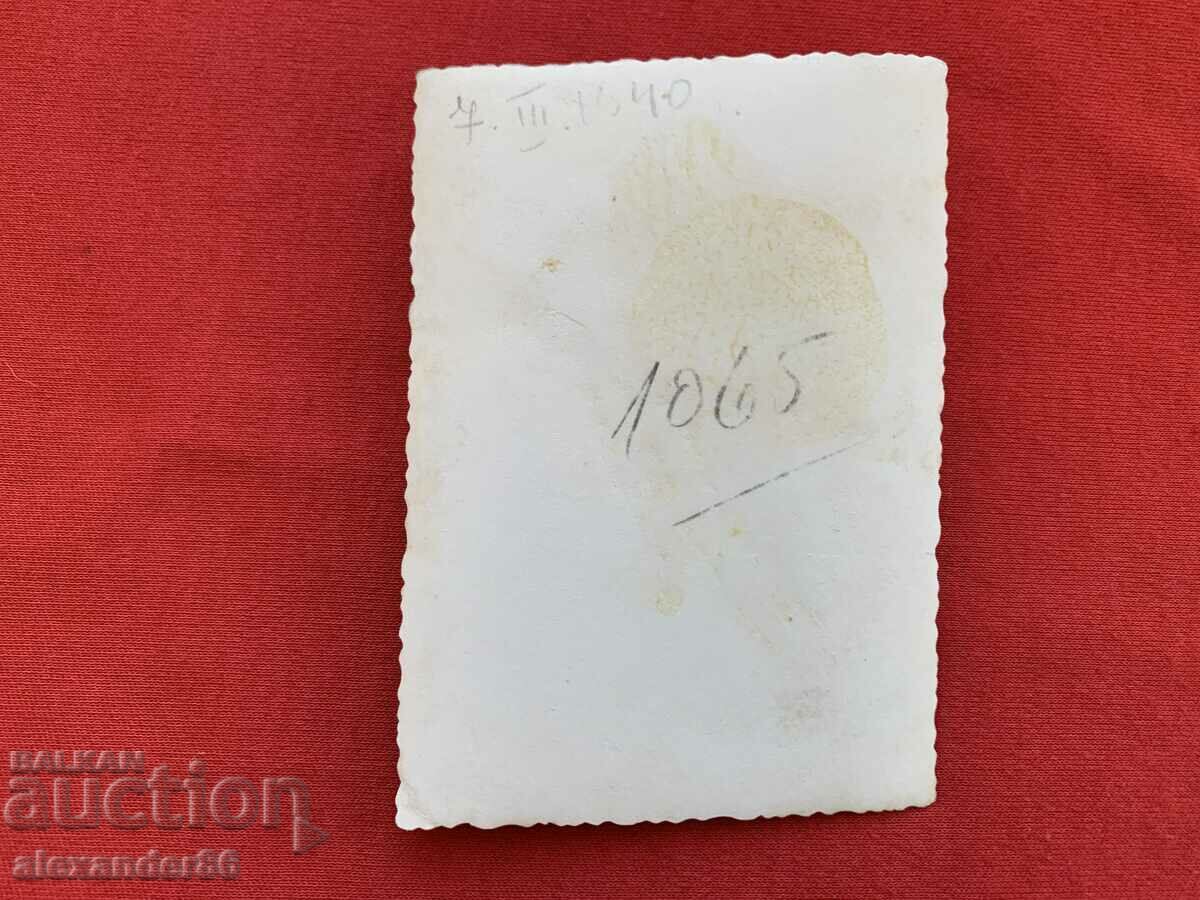 7. III. 1940
1065
BALKAN
auction
alexander86